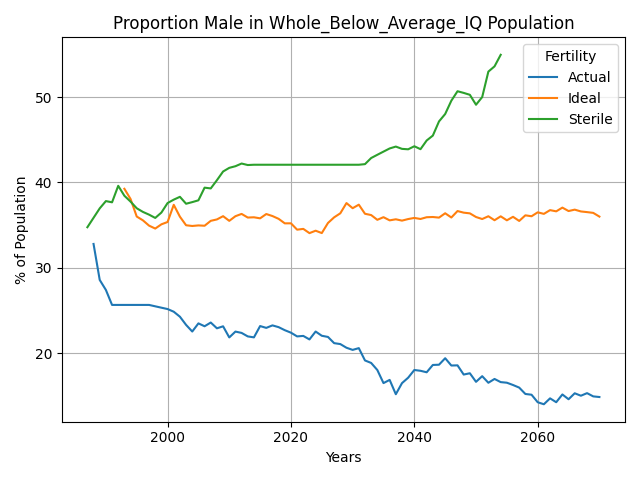 Proportion Male in Whole_Below_Average_IQ Population
% of Population
50
40
30
20
2000
2020
2040
2060
Years
Fertility
Actual
Ideal
Sterile